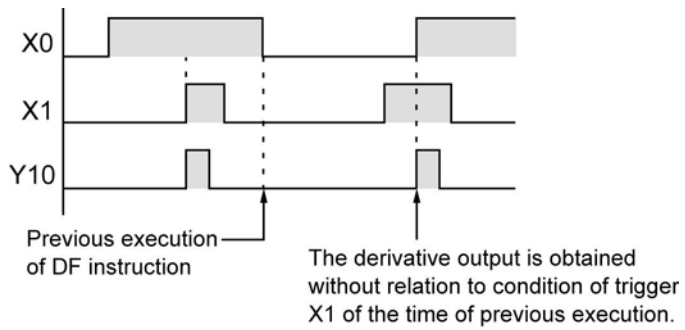 X0
X1
Y10
Previous execution
of DF instruction
The derivative output is obtained
without relation to condition of trigger
X1 of the time of previous execution.